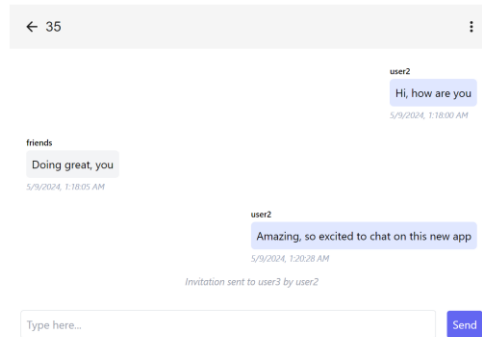 ← 35
user2
Hi, how are you
5/9/2024, 1:18:00 AM
friends
Doing great, you
5/9/2024, 1:18:05 AM
user2
Amazing, so excited to chat on this new app
5/9/2024, 1:20:28 AM
Invitation sent to user3 by user2
Type here...
Send